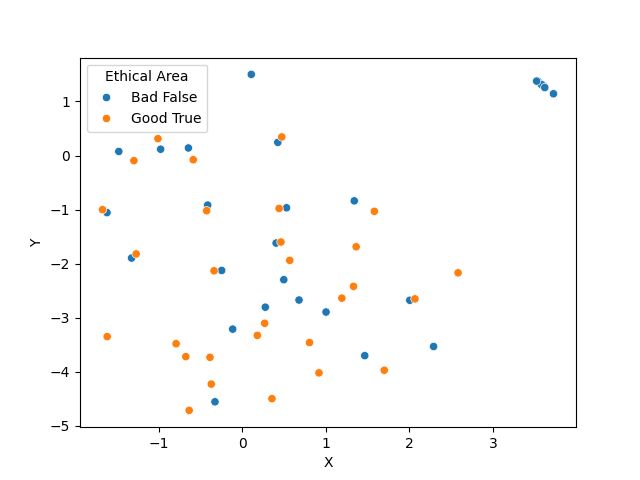 Ethical Area
Bad False
Good True
1
0
−1
−2
−3
−4
−5
Y
−1
0
1
2
3
X